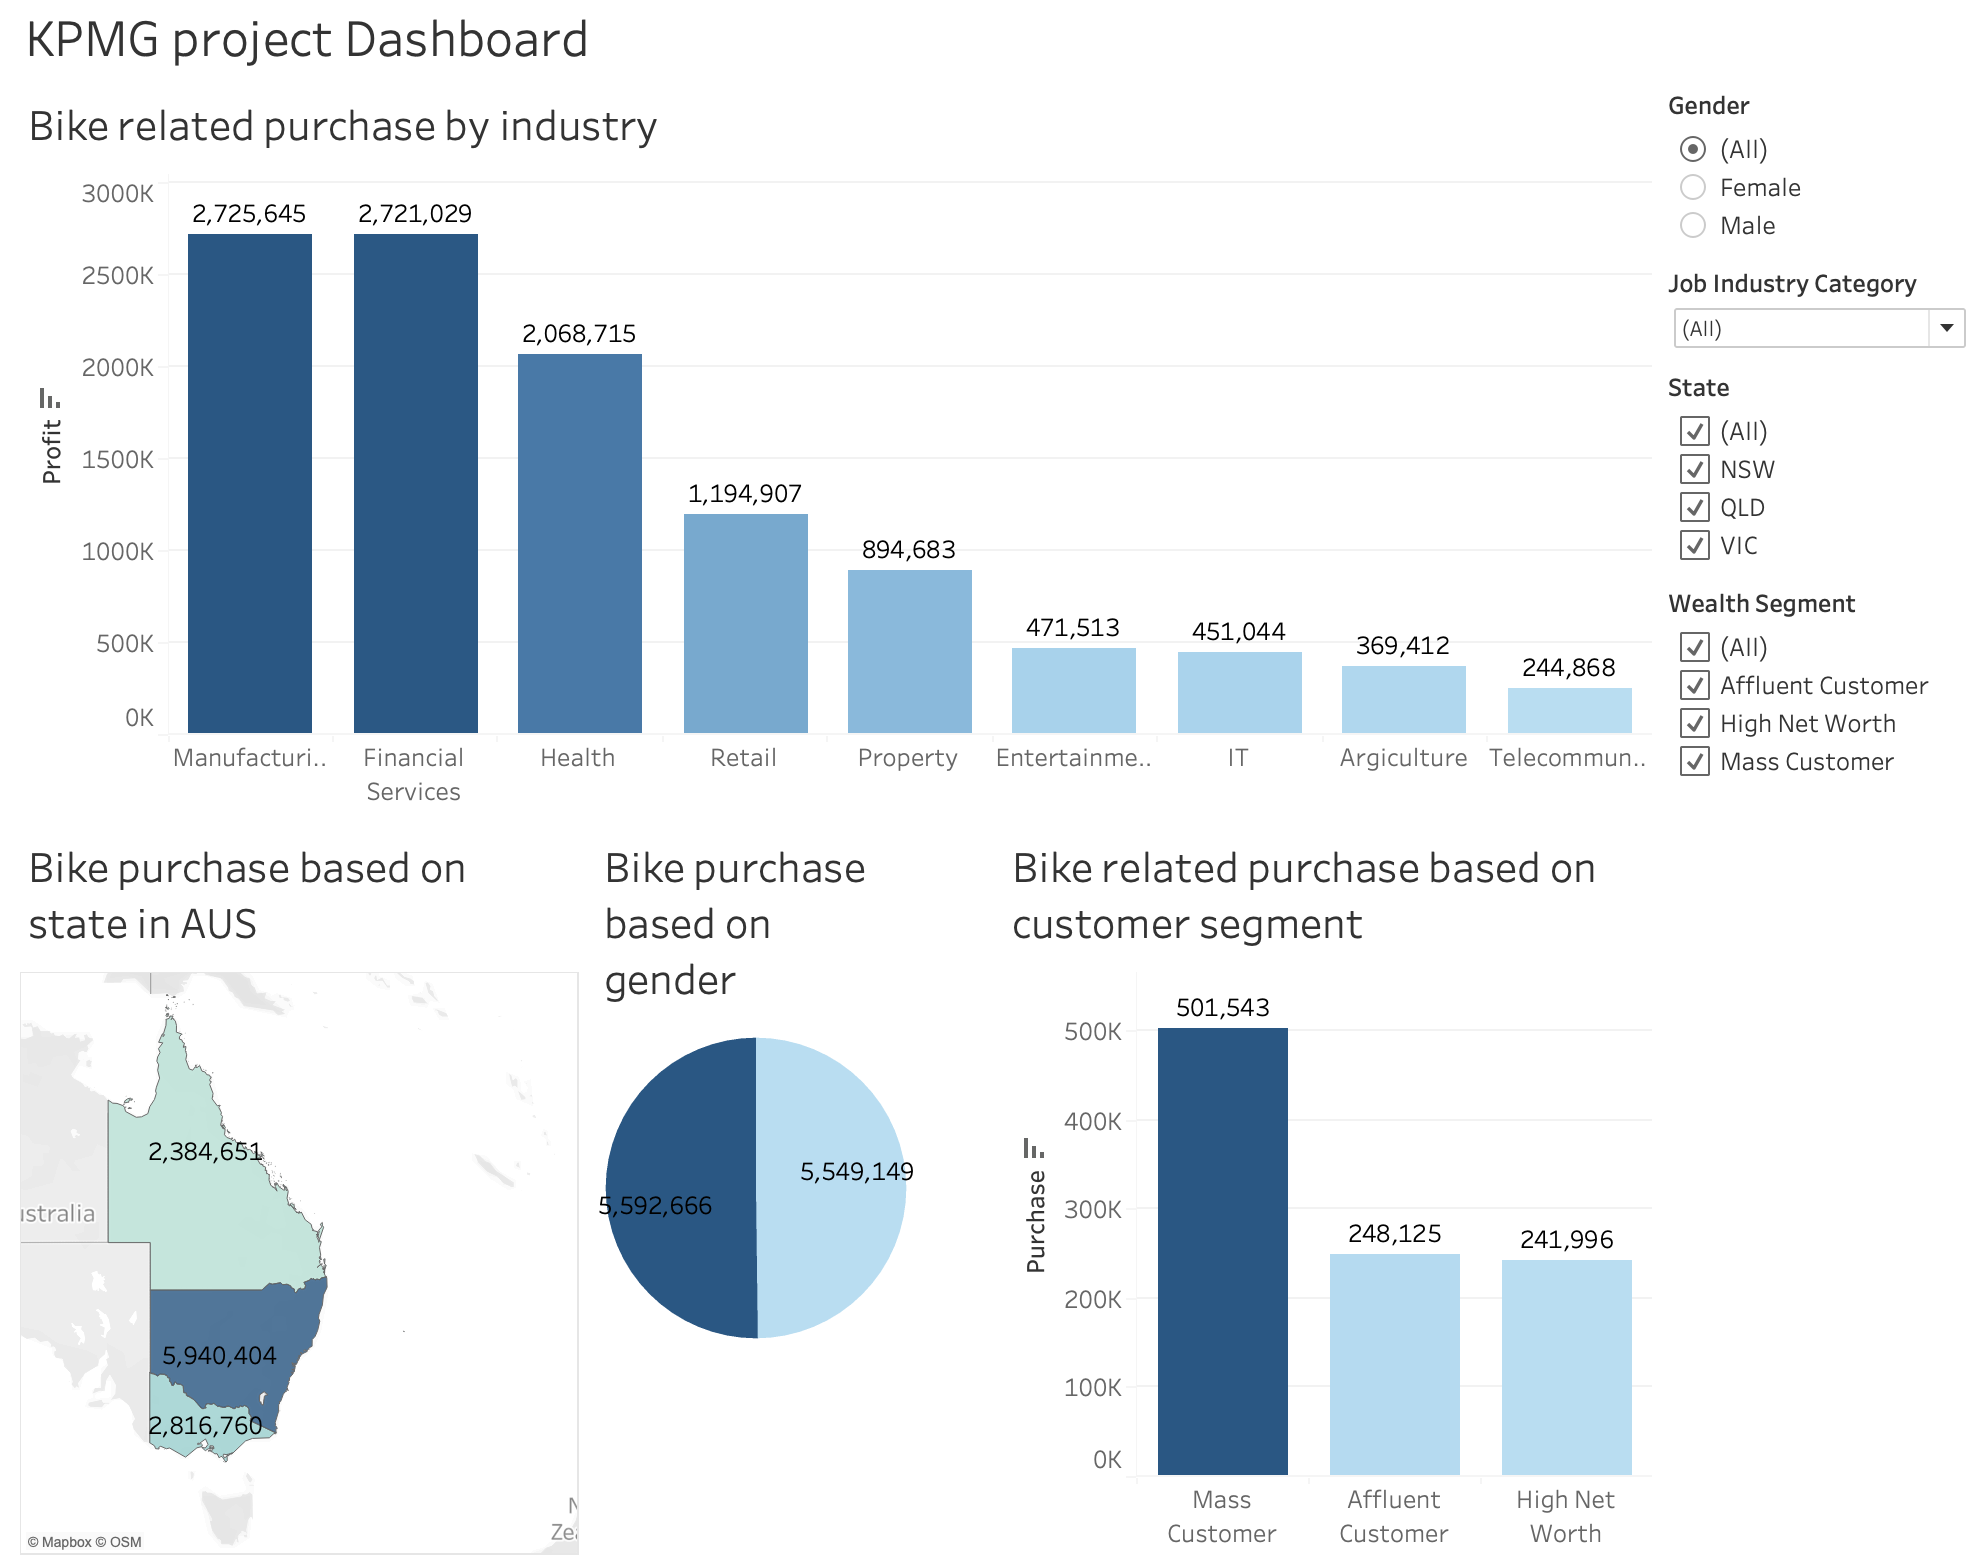 KPMG project Dashboard
Bike related purchase by industry
3000K
2500K
2000K
1500K
1000K
500K
0K
Profit
2,725,645
2,721,029
2,068,715
1,194,907
894,683
471,513
451,044
369,412
244,868
Manufacturi..
Financial
Services
Health
Retail
Property
Entertainme..
IT
Argiculture
Telecommun..
Gender
(All)
Female
Male
Job Industry Category
(All)
State
(All)
NSW
QLD
VIC
Wealth Segment
(All)
Affluent Customer
High Net Worth
Mass Customer
Bike purchase based on
state in AUS
2,384,651
ustralia
5,940,404
2,816,760
N
Zea
© Mapbox © OSM
Bike purchase
based on
gender
5,592,666
5,549,149
Bike related purchase based on
customer segment
500K
400K
300K
200K
100K
0K
Purchase
501,543
248,125
241,996
Mass
Customer
Affluent
Customer
High Net
Worth